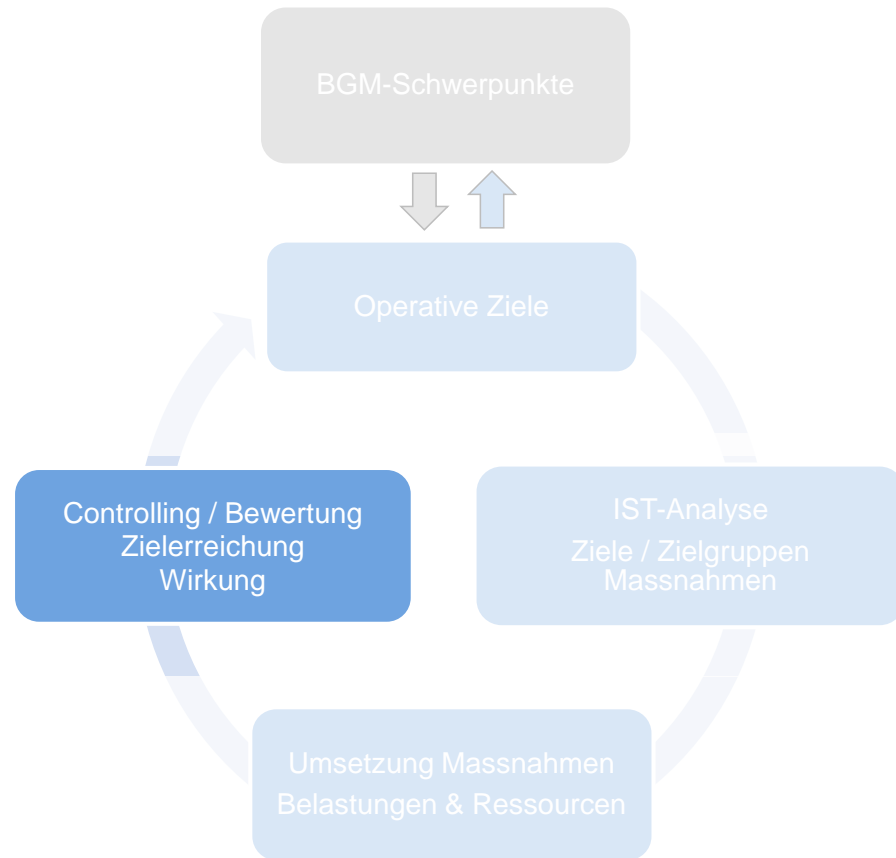 BGM-Schwerpunkte
Operative Ziele
Controlling / Bewertung
Zielerreichung
Wirkung
IST-Analyse
Ziele / Zielgruppen
Massnahmen
Umsetzung Massnahmen
Belastungen & Ressourcen